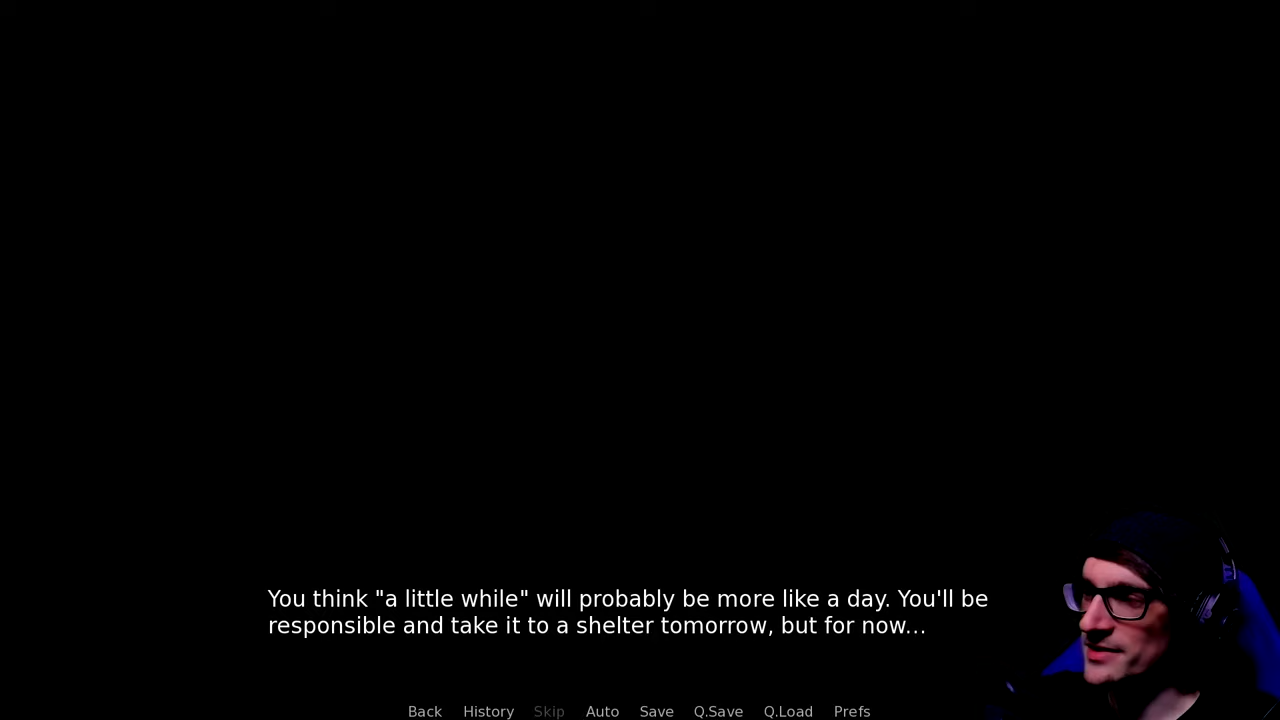 You think "a little while" will probably be more like a day. You'll be
responsible and take it to a shelter tomorrow, but for now...
Back History Skip Auto Save Q.Save Q.Load Prefs